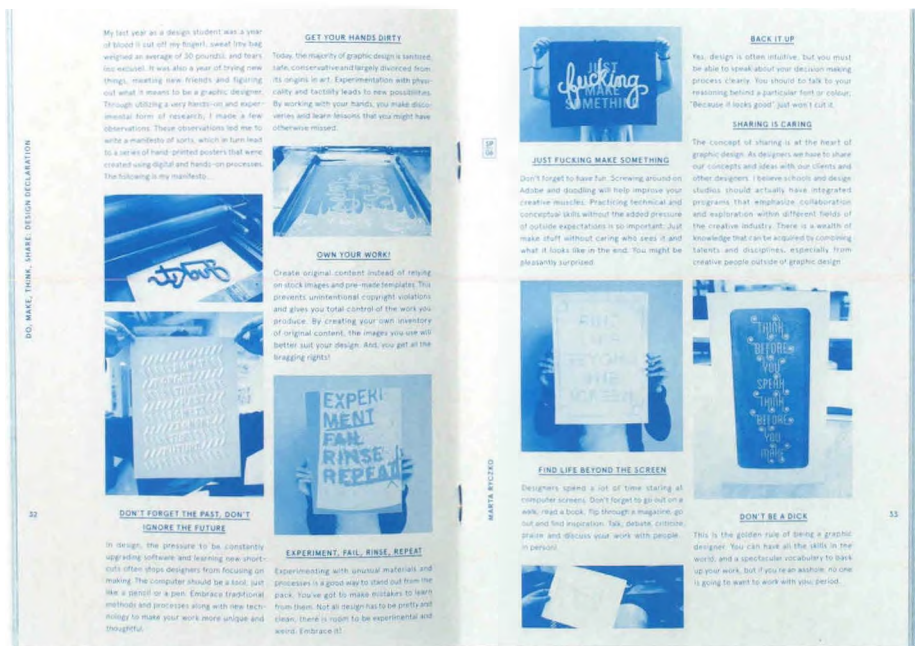 DO, MAKE, THINK, SHARE: DESIGN DECLARATION
32
My last year as a design student was a year
of blood (I cut off my finger), sweat (my bag
weighed an average of 30 pounds), and tears
(no excuse). It was also a year of trying new
things, meeting new friends and figuring
out what it means to be a graphic designer.
Through utilizing a very hands-on and exper-
imental form of research, I made a few
observations. These observations led me to
write a manifesto of sorts, which in turn lead
to a series of hand-printed posters that were
created using digital and hands-on processes.
The following is my manifesto...
DON'T FORGET THE PAST, DON'T
IGNORE THE FUTURE
In design, the pressure to be constantly
upgrading software and learning new short-
cuts often stops designers from focusing on
making. The computer should be a tool, just
like a pencil or a pen. Embrace traditional
methods and processes along with new tech-
nology to make your work more unique and
thoughtful.
GET YOUR HANDS DIRTY
Today, the majority of graphic design is sanitized,
safe, conservative and largely divorced from
its origins in art. Experimentation with physi-
cality and tactility leads to new possibilities.
By working with your hands, you make disco-
veries and learn lessons that you might have
otherwise missed.
OWN YOUR WORK!
Create original content instead of relying
on stock images and pre-made templates. This
prevents unintentional copyright violations
and gives you total control of the work you
produce. By creating your own inventory
of original content, the images you use will
better suit your design. And, you get all the
bragging rights!
EXPERI-
MENT
FAIL
RINSE
REPEAT
EXPERIMENT, FAIL, RINSE, REPEAT
Experimenting with unusual materials and
processes is a good way to stand out from the
pack. You've got to make mistakes to learn
from them. Not all design has to be pretty and
clean, there is room to be experimental and
weird. Embrace it!
MARTA RYCZKO
JUST
fucking
MAKE
SOMETHING
JUST FUCKING MAKE SOMETHING
Don't forget to have fun. Screwing around on
Adobe and doodling will help improve your
creative muscles. Practicing technical and
conceptual skills without the added pressure
of outside expectations is so important. Just
make stuff without caring who sees it and
what it looks like in the end. You might be
pleasantly surprised.
FIND LIFE BEYOND THE SCREEN
Designers spend a lot of time staring at
computer screens. Don't forget to go out on a
walk, read a book, flip through a magazine, go
out and find inspiration. Talk, debate, criticize,
praise and discuss your work with people...
in person!
BACK IT UP
Yes, design is often intuitive, but you must
be able to speak about your decision making
process clearly. You should to talk to your
reasoning behind a particular font or colour,
"Because it looks good" just won't cut it.
SHARING IS CARING
The concept of sharing is at the heart of
graphic design. As designers we have to share
our concepts and ideas with our clients and
other designers. I believe schools and design
studios should actually have integrated
programs that emphasize collaboration
and exploration within different fields of
the creative industry. There is a wealth of
knowledge that can be acquired by combining
talents and disciplines, especially from
creative people outside of graphic design.
THINK
BEFORE
YOU
SPEAK
THINK
BEFORE
YOU
MAKE
DON'T BE A DICK
This is the golden rule of being a graphic
designer. You can have all the skills in the
world, and a spectacular vocabulary to back
up your work, but if you're an asshole, no one
is going to want to work with you, period.
33